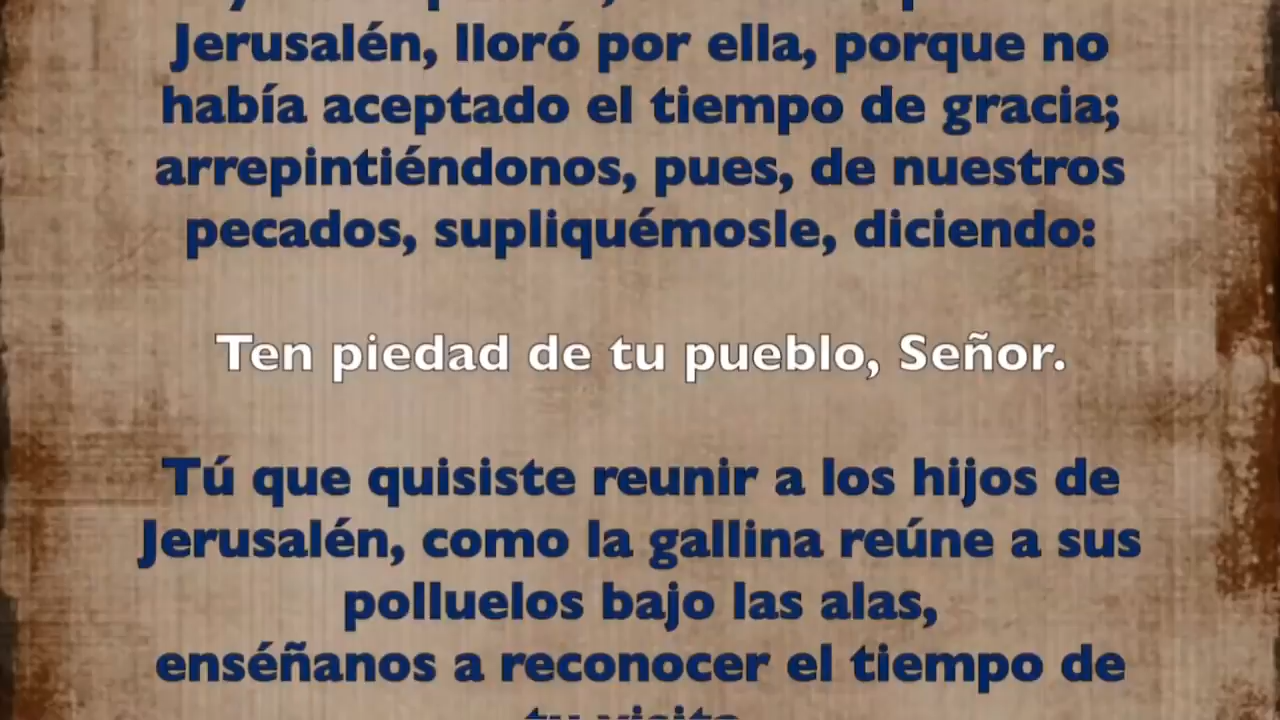 Jerusalén, lloró por ella, porque no
había aceptado el tiempo de gracia;
arrepintiéndonos, pues, de nuestros
pecados, supliquémosle, diciendo:
Ten piedad de tu pueblo, Señor.
Tú que quisiste reunir a los hijos de
Jerusalén, como la gallina reúne a sus
polluelos bajo las alas,
enséñanos a reconocer el tiempo de
tu visita